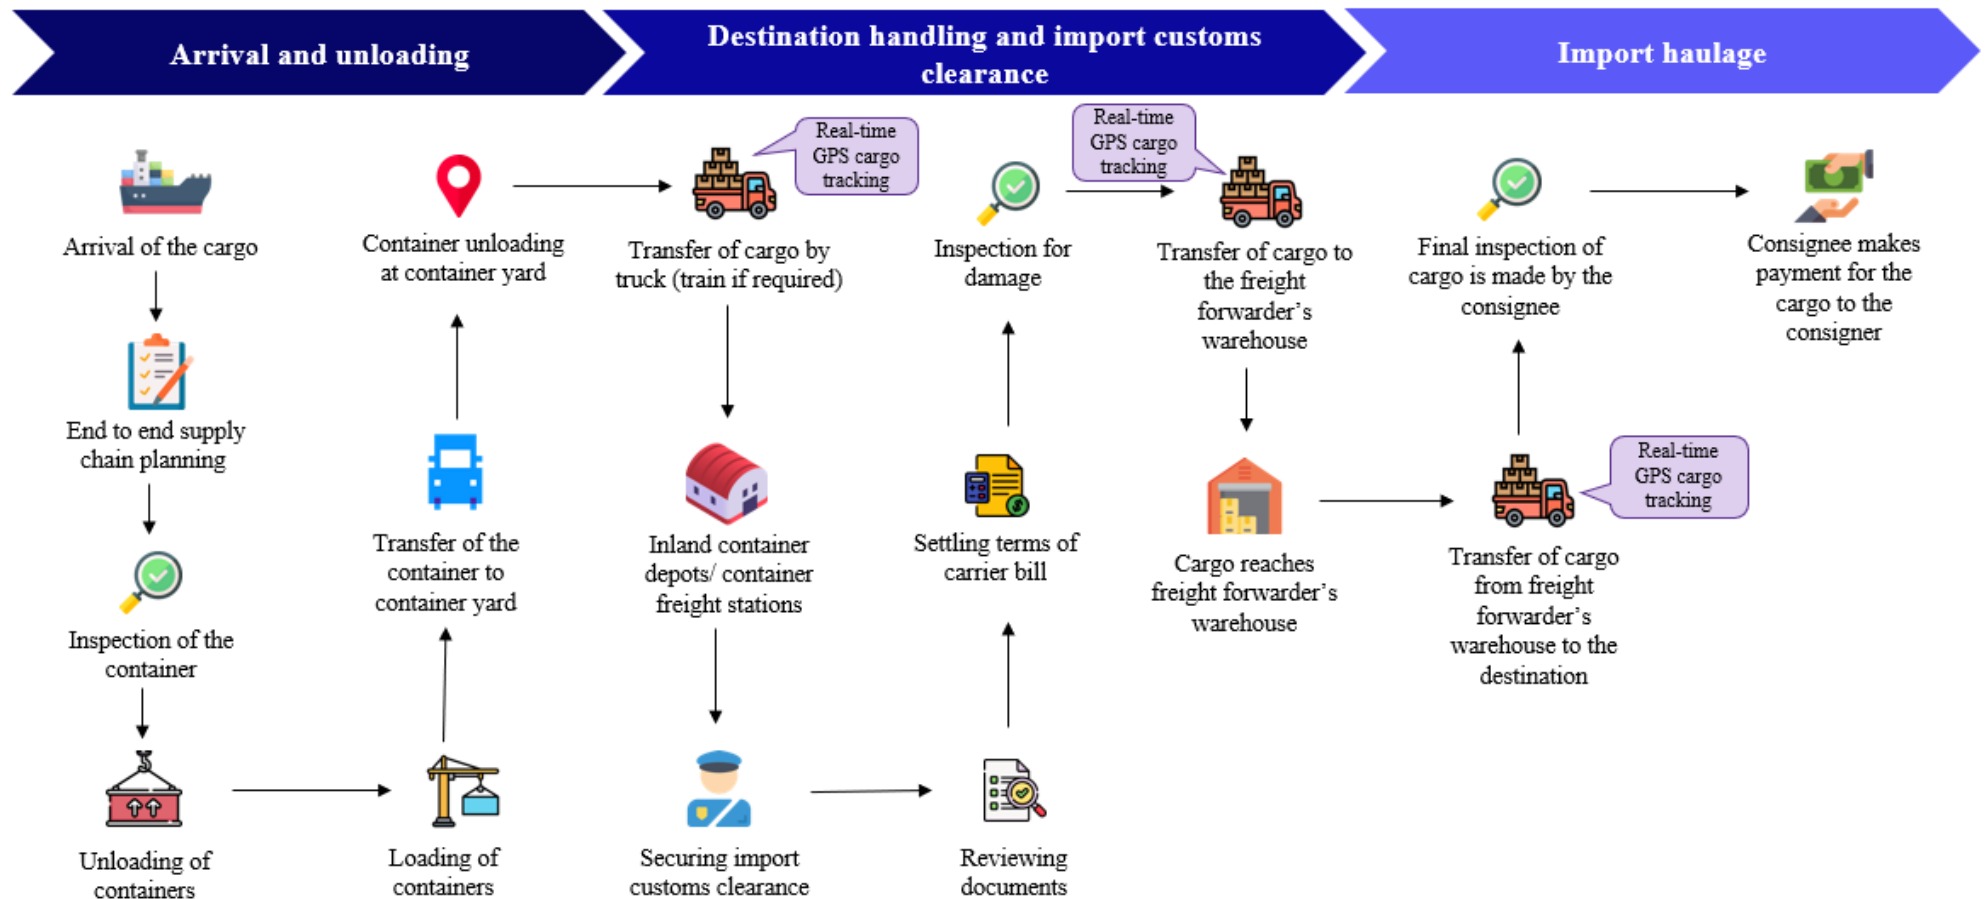 Arrival and unloading
Destination handling and import customs
clearance
Import haulage
Arrival of the cargo
End to end supply
chain planning
Inspection of the
container
Unloading of
containers
Loading of
containers
Transfer of the
container to
container yard
Container unloading
at container yard
Real-time
GPS cargo
tracking
Transfer of cargo by
truck (train if required)
Inland container
depots/ container
freight stations
Securing import
customs clearance
Reviewing
documents
Settling terms of
carrier bill
Inspection for
damage
Real-time
GPS cargo
tracking
Transfer of cargo to
the freight
forwarder’s
warehouse
Cargo reaches
freight forwarder’s
warehouse
Real-time
GPS cargo
tracking
Transfer of cargo
from freight
forwarder’s
warehouse to the
destination
Final inspection of
cargo is made by the
consignee
Consignee makes
payment for the
cargo to the
consigner